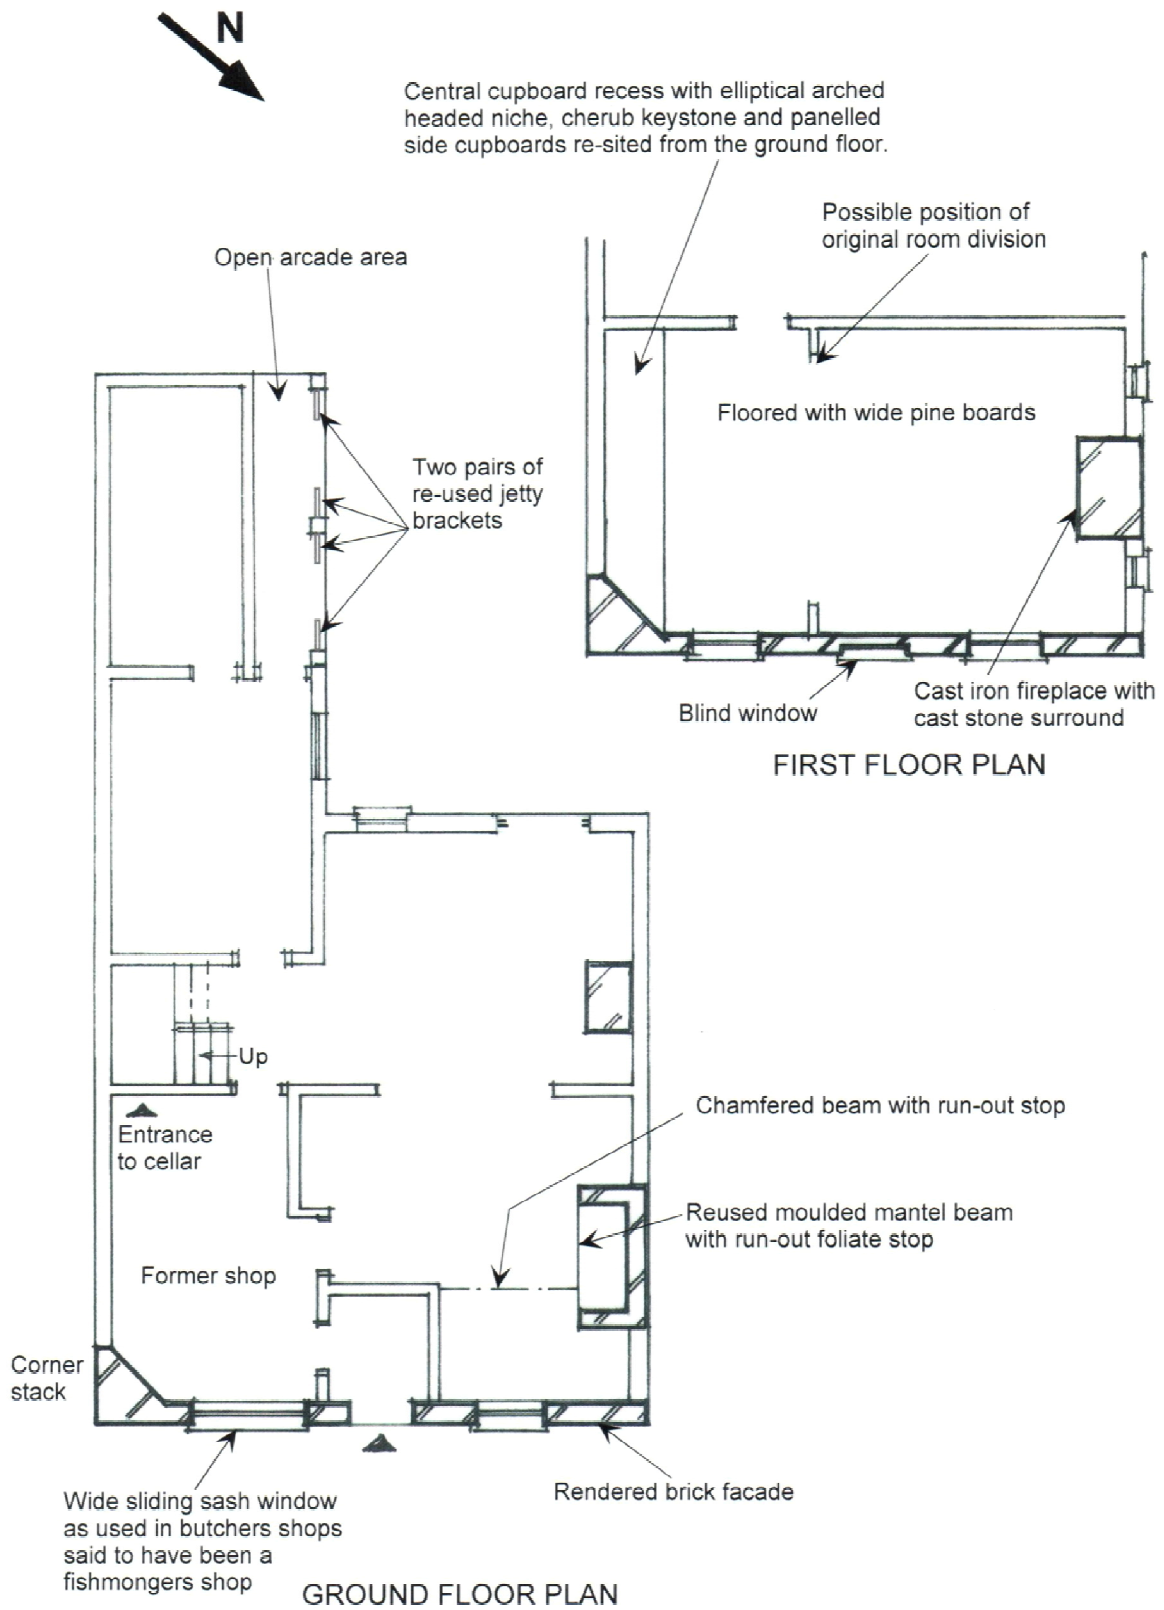 N
Central cupboard recess with elliptical arched
headed niche, cherub keystone and panelled
side cupboards re-sited from the ground floor.
Possible position of
original room division
Open arcade area
Floored with wide pine boards
Two pairs of
re-used jetty
brackets
Blind window
Cast iron fireplace with
cast stone surround
FIRST FLOOR PLAN
Up
Entrance
to cellar
Chamfered beam with run-out stop
Reused moulded mantel beam
with run-out foliate stop
Former shop
Corner
stack
Rendered brick facade
Wide sliding sash window
as used in butchers shops
said to have been a
fishmongers shop
GROUND FLOOR PLAN